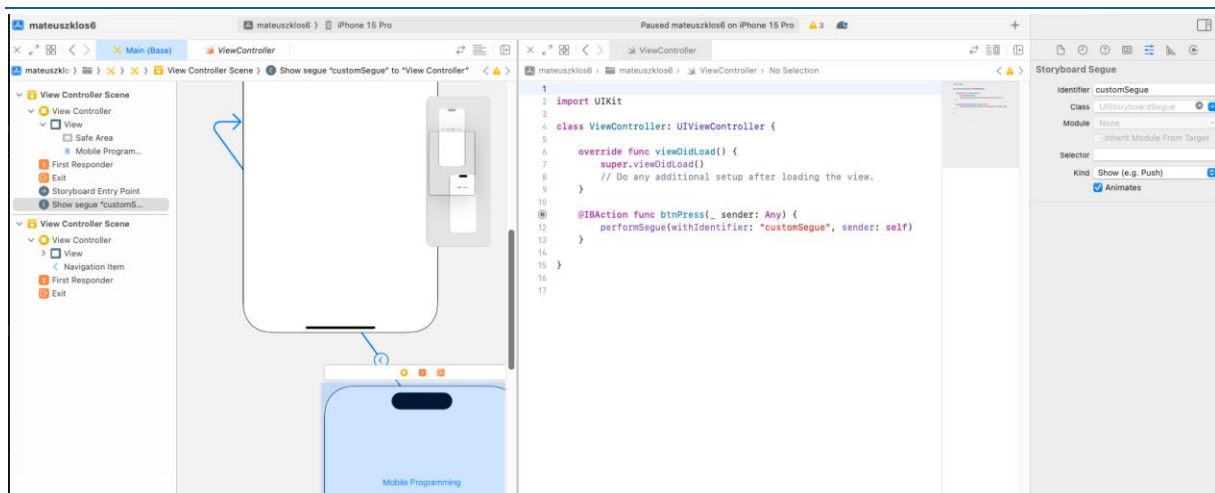 mateuszklos6
mateuszklos6 〉 iPhone 15 Pro
Paused mateuszklos6 on iPhone 15 Pro 3
Main (Base)
ViewController
mateuszklo 〉 View Controller Scene 〉 Show segue "customSegue" to "View Controller"
View Controller Scene
View Controller
View
Safe Area
Mobile Program...
First Responder
Exit
Storyboard Entry Point
Show segue "customS...
View Controller Scene
View Controller
View
Navigation Item
First Responder
Exit
Mobile Programming
ViewController
mateuszklos6 〉 mateuszklos6 〉 ViewController 〉 No Selection
1
2 import UIKit
3
4 class ViewController: UIViewController {
5
6 override func viewDidLoad() {
7 super.viewDidLoad()
8 // Do any additional setup after loading the view.
9 }
10
@IBAction func btnPress(_ sender: Any) {
12 performSegue(withIdentifier: "customSegue", sender: self)
13 }
14
15 }
16
17
Storyboard Segue
Identifier customSegue
Class UIStoryboardSegue
Module None
Inherit Module From Target
Selector
Kind Show (e.g. Push)
Animates